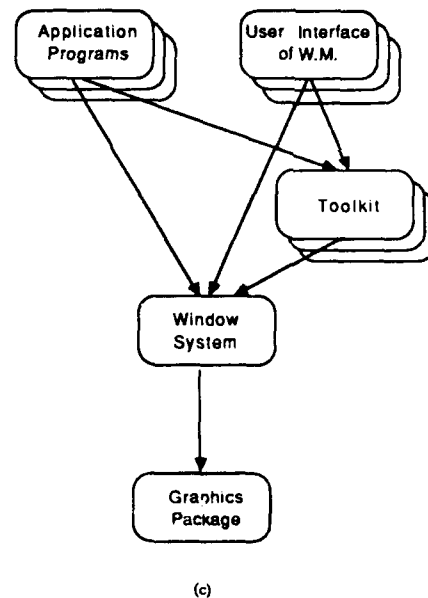 Application
Programs
User Interface
of W.M.
Toolkit
Window
System
Graphics
Package
(c)